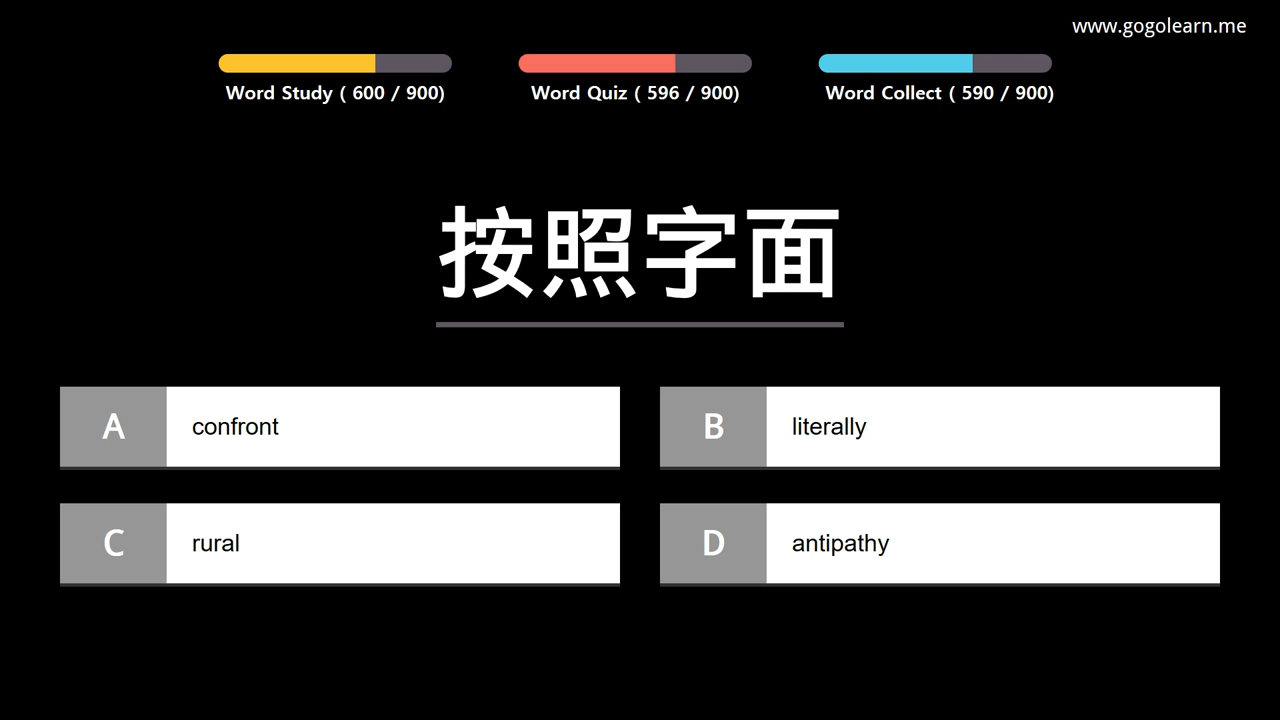 www.gogolearn.me
Word Study ( 600 / 900)
Word Quiz ( 596 / 900)
Word Collect ( 590 / 900)
按照字面
A confront
B literally
C rural
D antipathy